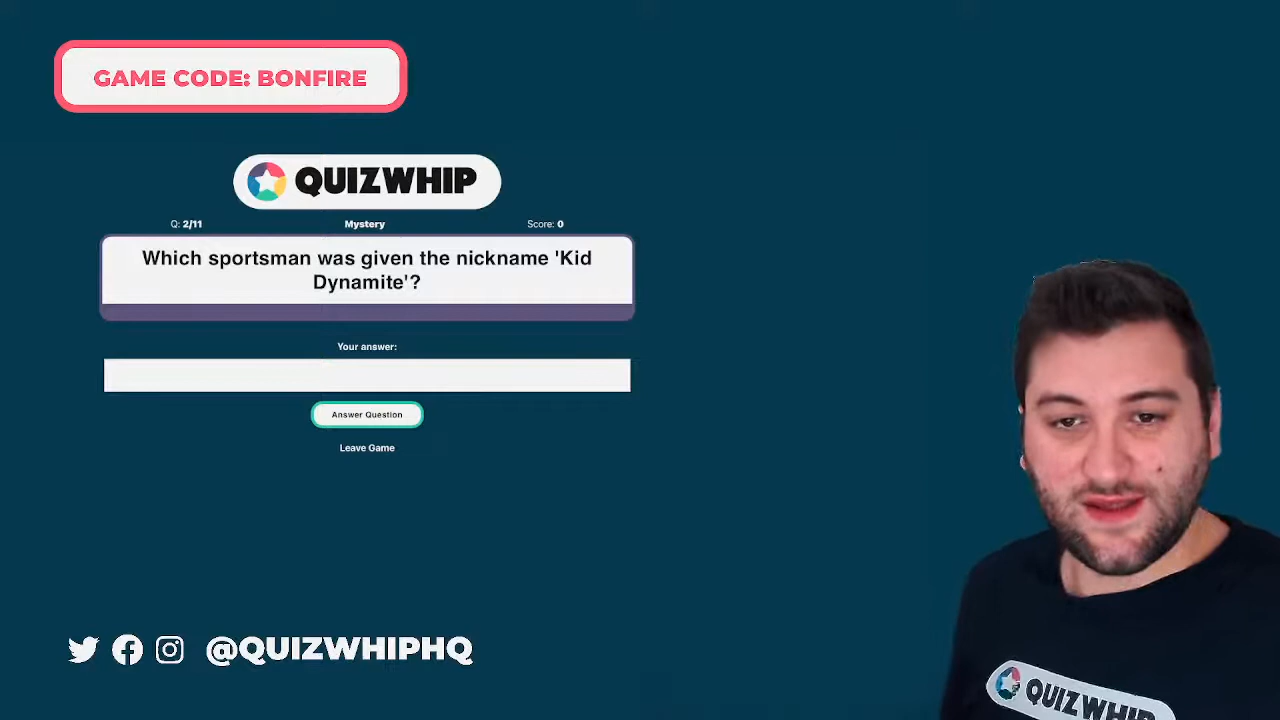 GAME CODE: BONFIRE
QUIZWHIP
Q: 2/11 Mystery Score: 0
Which sportsman was given the nickname 'Kid
Dynamite'?
Your answer:
Answer Question
Leave Game
@QUIZWHIPHQ
QUIZWHIP